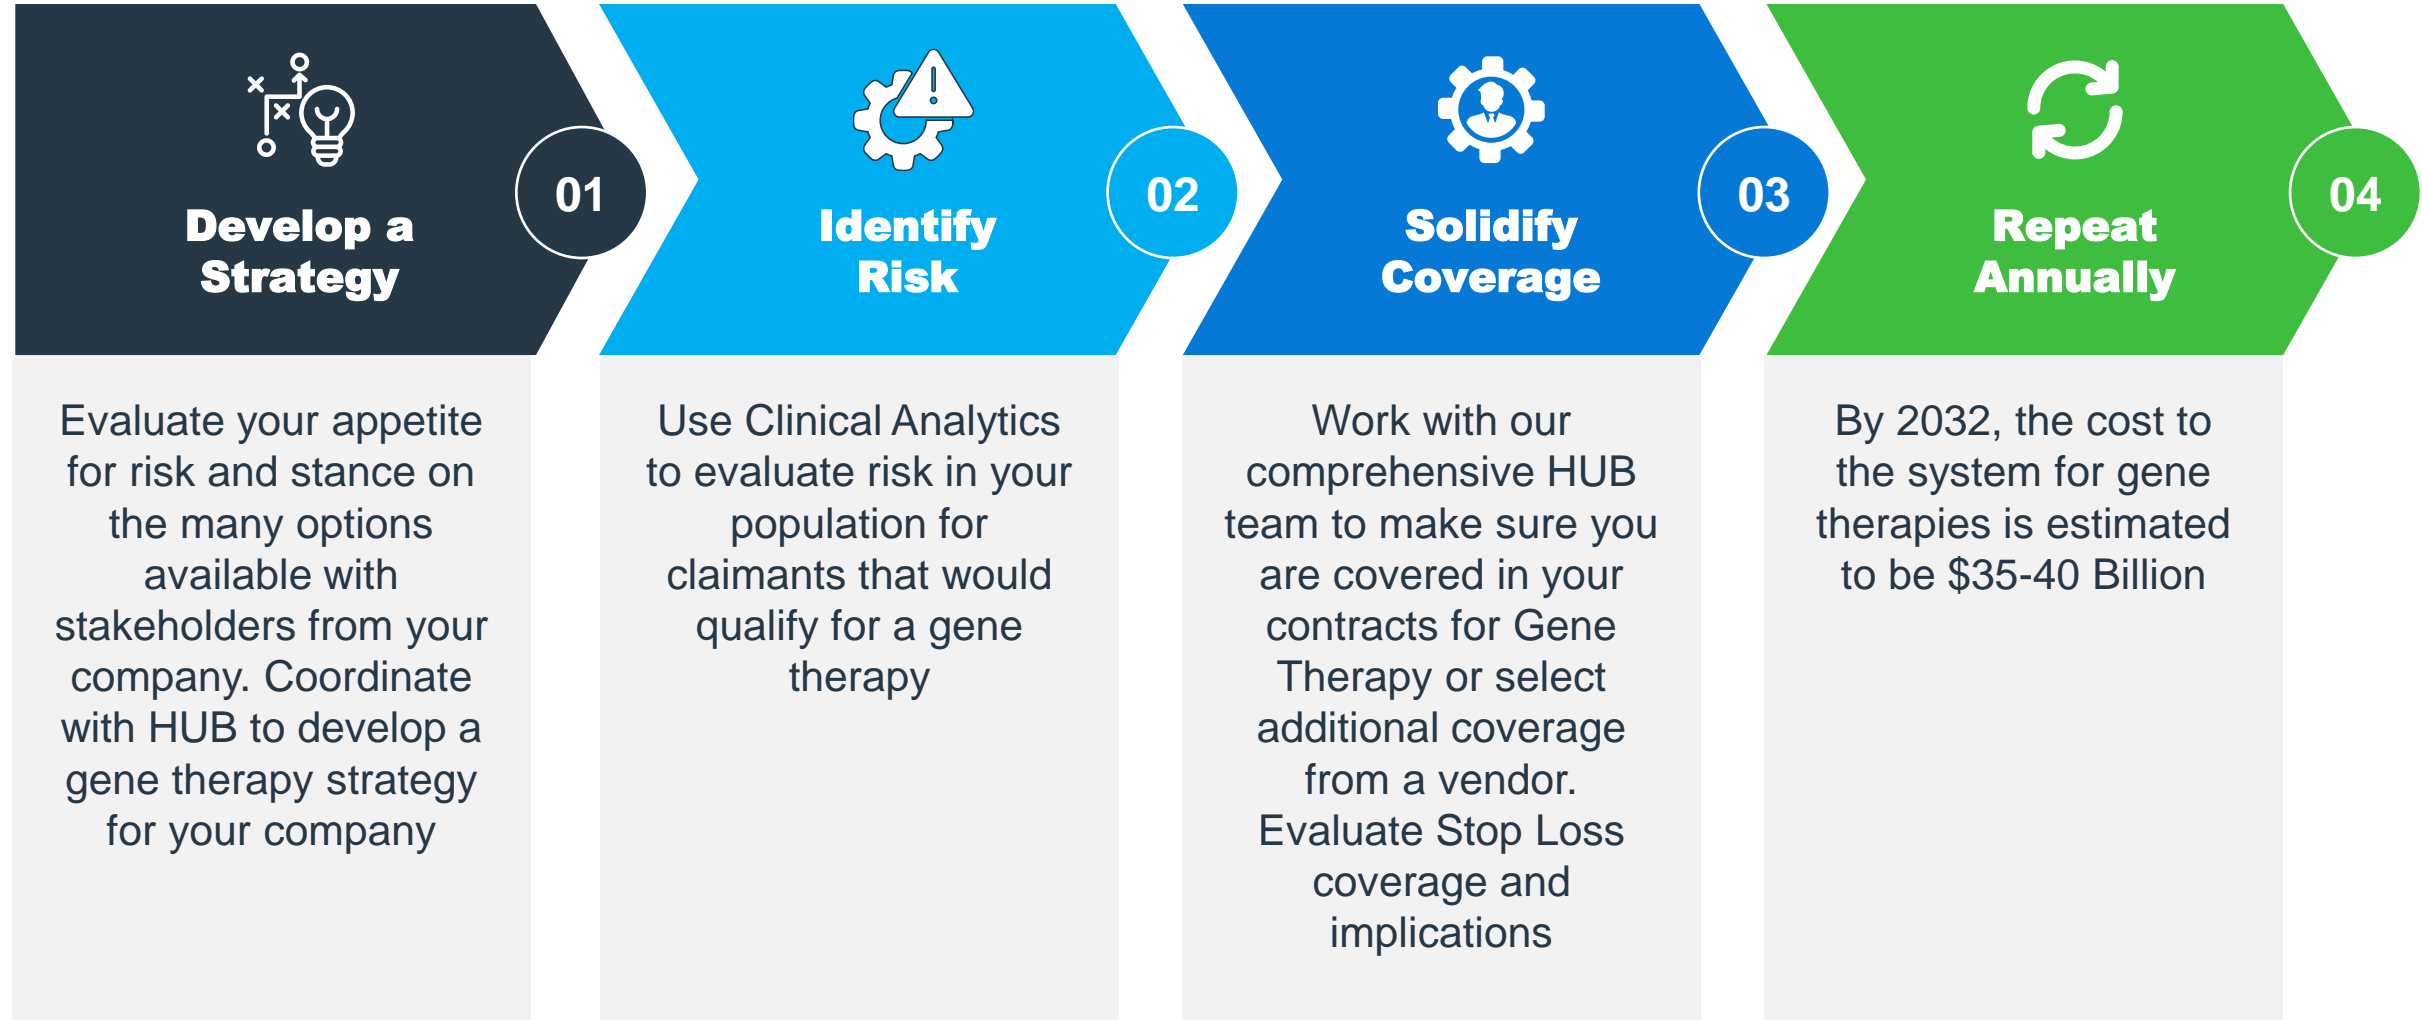 01
Develop a
Strategy
Evaluate your appetite
for risk and stance on
the many options
available with
stakeholders from your
company. Coordinate
with HUB to develop a
gene therapy strategy
for your company
02
Identify
Risk
Use Clinical Analytics
to evaluate risk in your
population for
claimants that would
qualify for a gene
therapy
03
Solidify
Coverage
Work with our
comprehensive HUB
team to make sure you
are covered in your
contracts for Gene
Therapy or select
additional coverage
from a vendor.
Evaluate Stop Loss
coverage and
implications
04
Repeat
Annually
By 2032, the cost to
the system for gene
therapies is estimated
to be $35-40 Billion